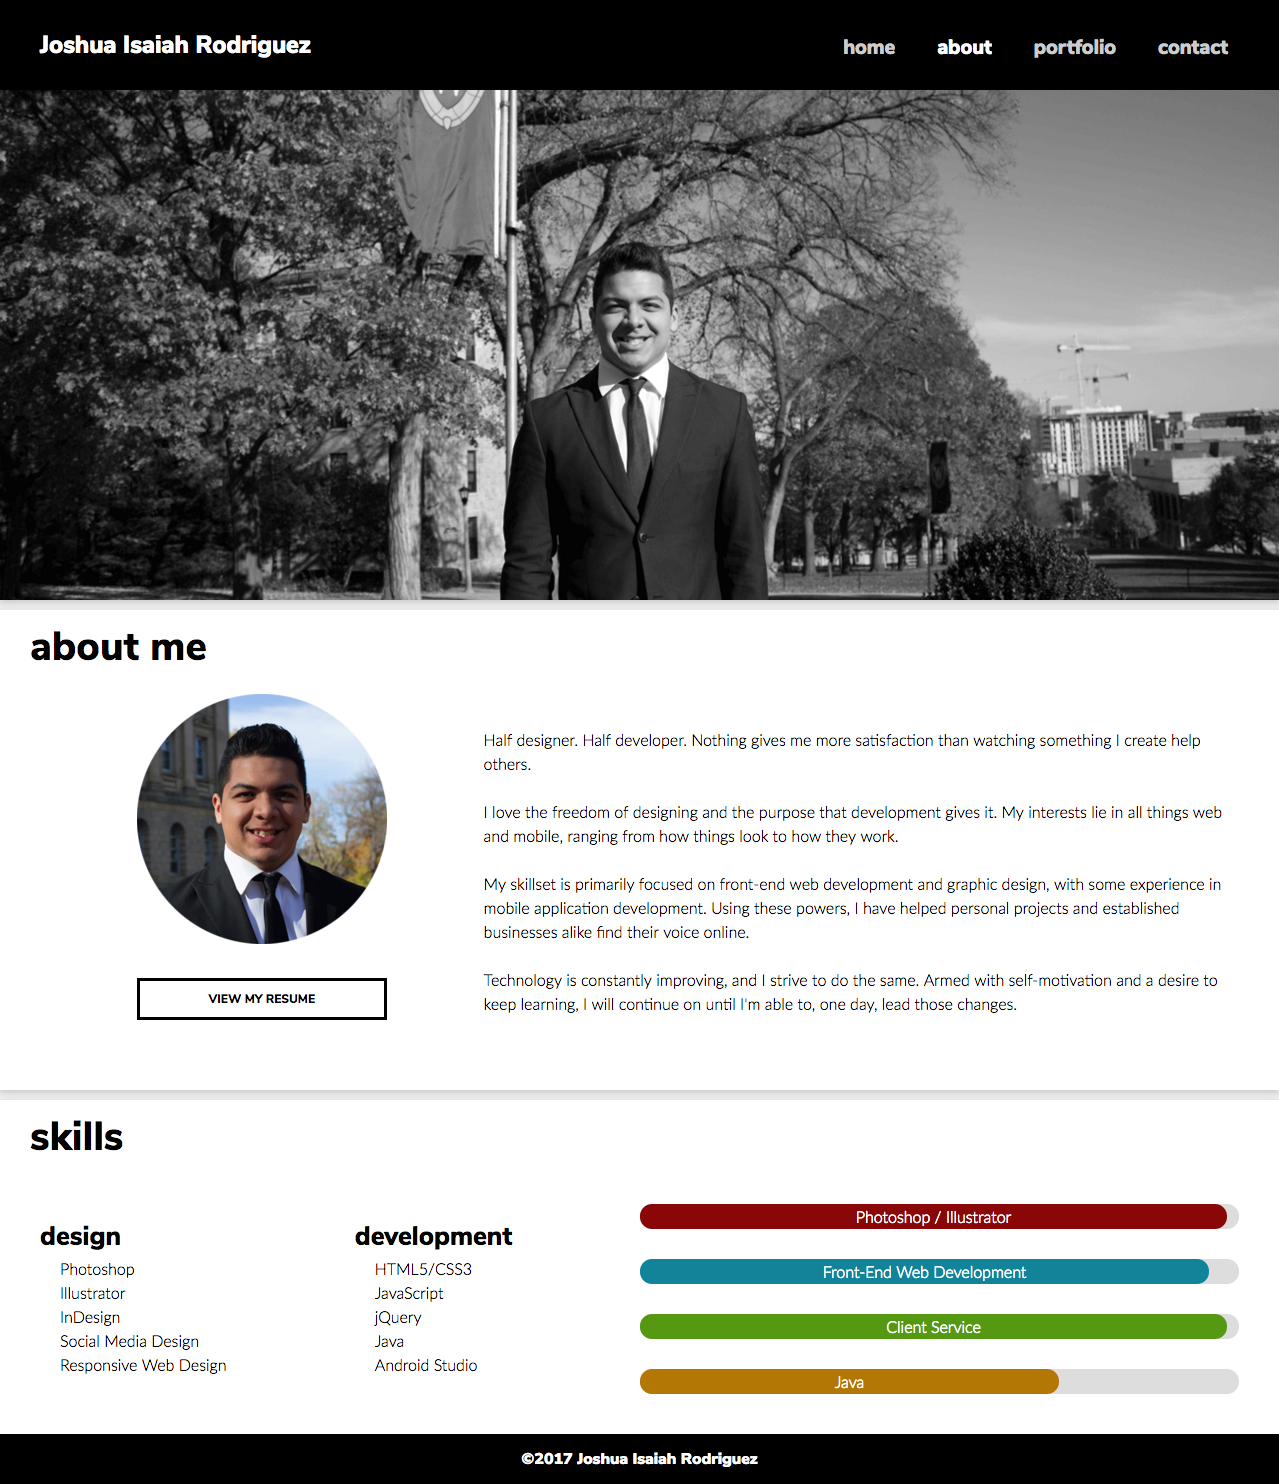 Joshua Isaiah Rodriguez
home about portfolio contact
about me
Half designer. Half developer. Nothing gives me more satisfaction than watching something I create help
others.
I love the freedom of designing and the purpose that development gives it. My interests lie in all things web
and mobile, ranging from how things look to how they work.
My skillset is primarily focused on front-end web development and graphic design, with some experience in
mobile application development. Using these powers, I have helped personal projects and established
businesses alike find their voice online.
Technology is constantly improving, and I strive to do the same. Armed with self-motivation and a desire to
keep learning, I will continue on until I'm able to, one day, lead those changes.
VIEW MY RESUME
skills
design
Photoshop
Illustrator
InDesign
Social Media Design
Responsive Web Design
development
HTML5/CSS3
JavaScript
jQuery
Java
Android Studio
Photoshop / Illustrator
Front-End Web Development
Client Service
Java
©2017 Joshua Isaiah Rodriguez